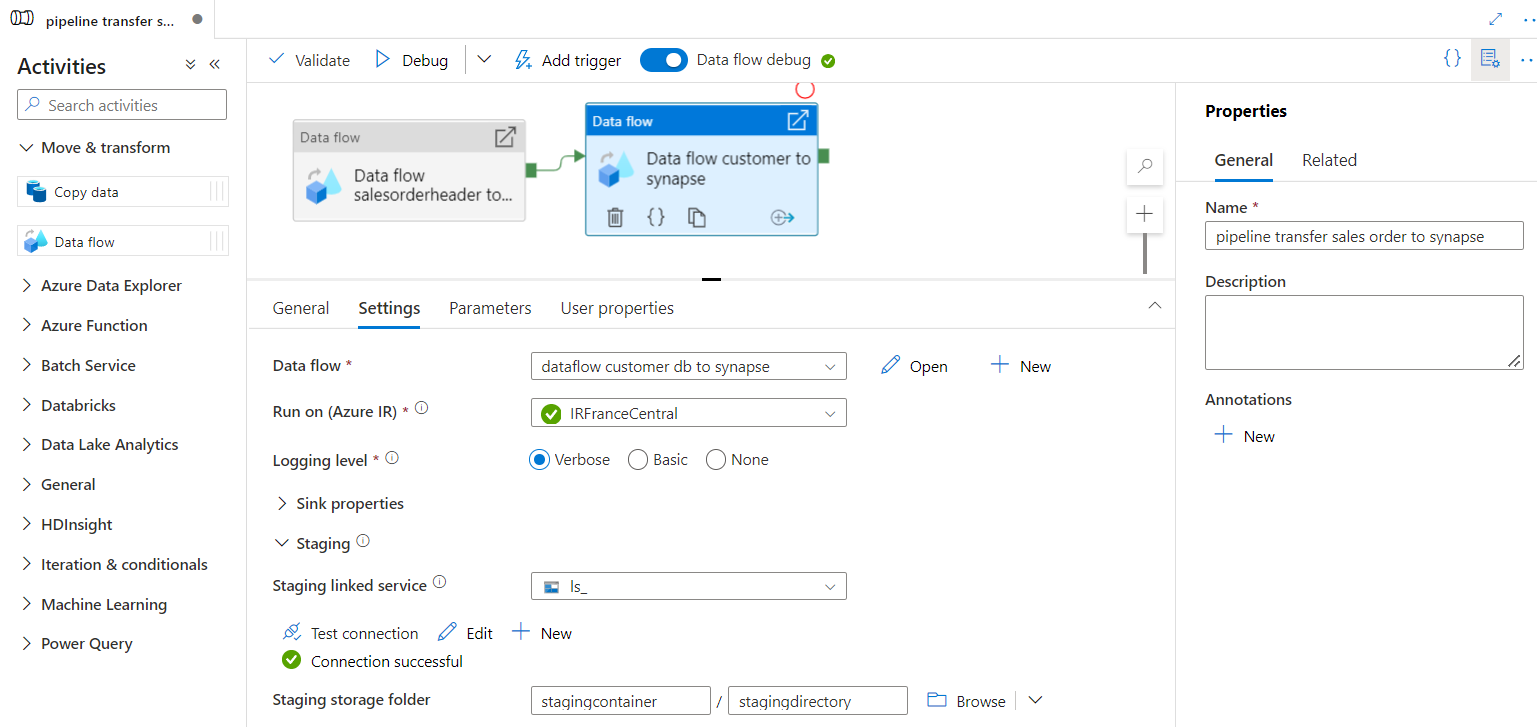 pipeline transfer s...
Activities
Search activities
Move & transform
Copy data
Data flow
Azure Data Explorer
Azure Function
Batch Service
Databricks
Data Lake Analytics
General
HDInsight
Iteration & conditionals
Machine Learning
Power Query
Validate Debug Add trigger Data flow debug
Data flow
Data flow
salesorderheader to...
Data flow
Data flow customer to
synapse
General Settings Parameters User properties
Data flow * dataflow customer db to synapse Open New
Run on (Azure IR) * IRFranceCentral
Logging level * Verbose Basic None
Sink properties
Staging
Staging linked service ls_
Test connection Edit New
Connection successful
Staging storage folder stagingcontainer / stagingdirectory Browse
Properties
General Related
Name *
pipeline transfer sales order to synapse
Description
Annotations
New